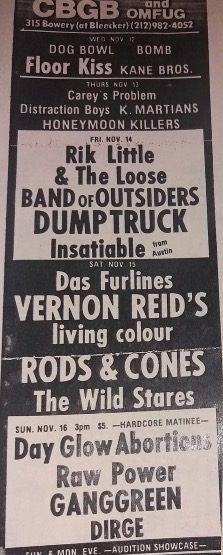 CBGB and OMFUG
315 Bowery (at Bleecker) (212) 982-4052
WED. NOV. 12
DOG BOWL BOMB
Floor Kiss KANE BROS.
THURS NOV 13
Carey's Problem
Distraction Boys K. MARTIANS
HONEYMOON KILLERS
FRI. NOV. 14
Rik Little
& The Loose
BAND OF OUTSIDERS
DUMPTRUCK
Insatiable from Austin
SAT. NOV. 15
Das Furlines
VERNON REID'S
living colour
RODS & CONES
The Wild Stares
SUN. NOV. 16 3pm $5. —HARDCORE MATINEE—
Day Glow Abortions
Raw Power
GANGGREEN
DIRGE
SUN. & MON. EVE. —AUDITION SHOWCASE—